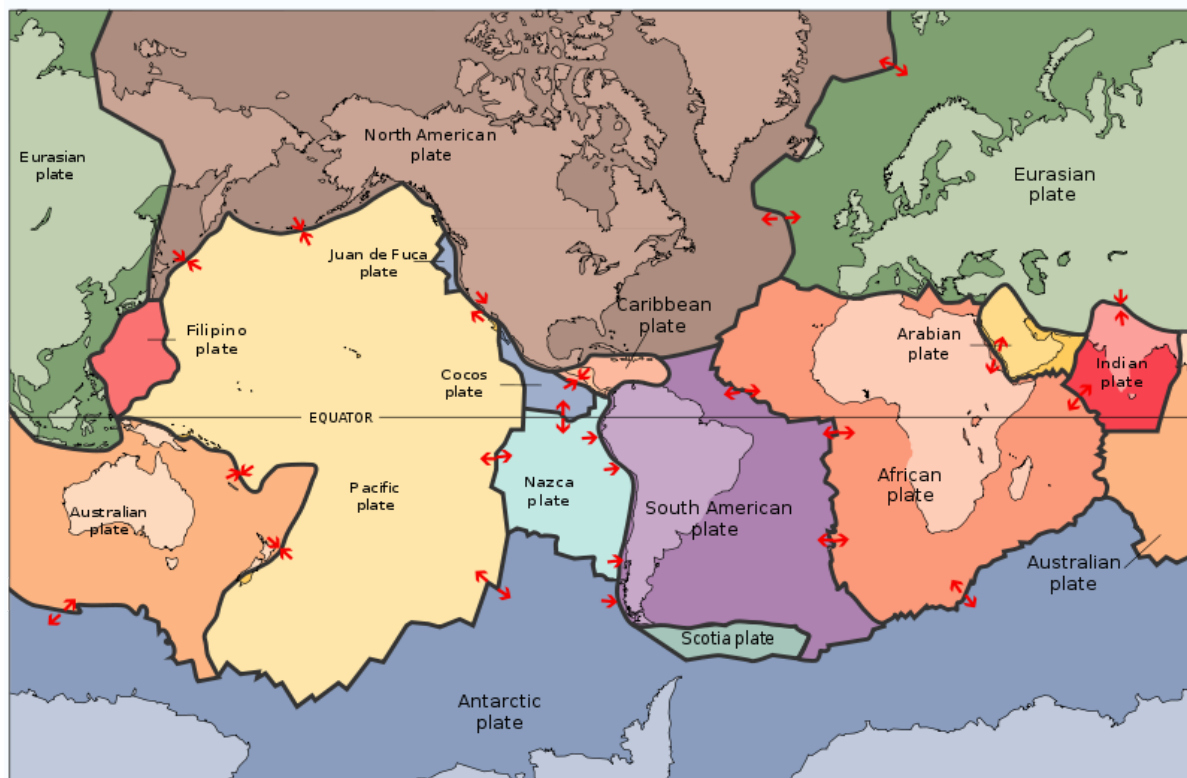 North American
plate
Eurasian
plate
Eurasian
plate
Juan de Fuca
plate
Caribbean
plate
Filipino
plate
Arabian
plate
Cocos
plate
Indian
plate
EQUATOR
Nazca
plate
Pacific
plate
African
plate
South American
plate
Australian
plate
Australian
plate
Scotia plate
Antarctic
plate